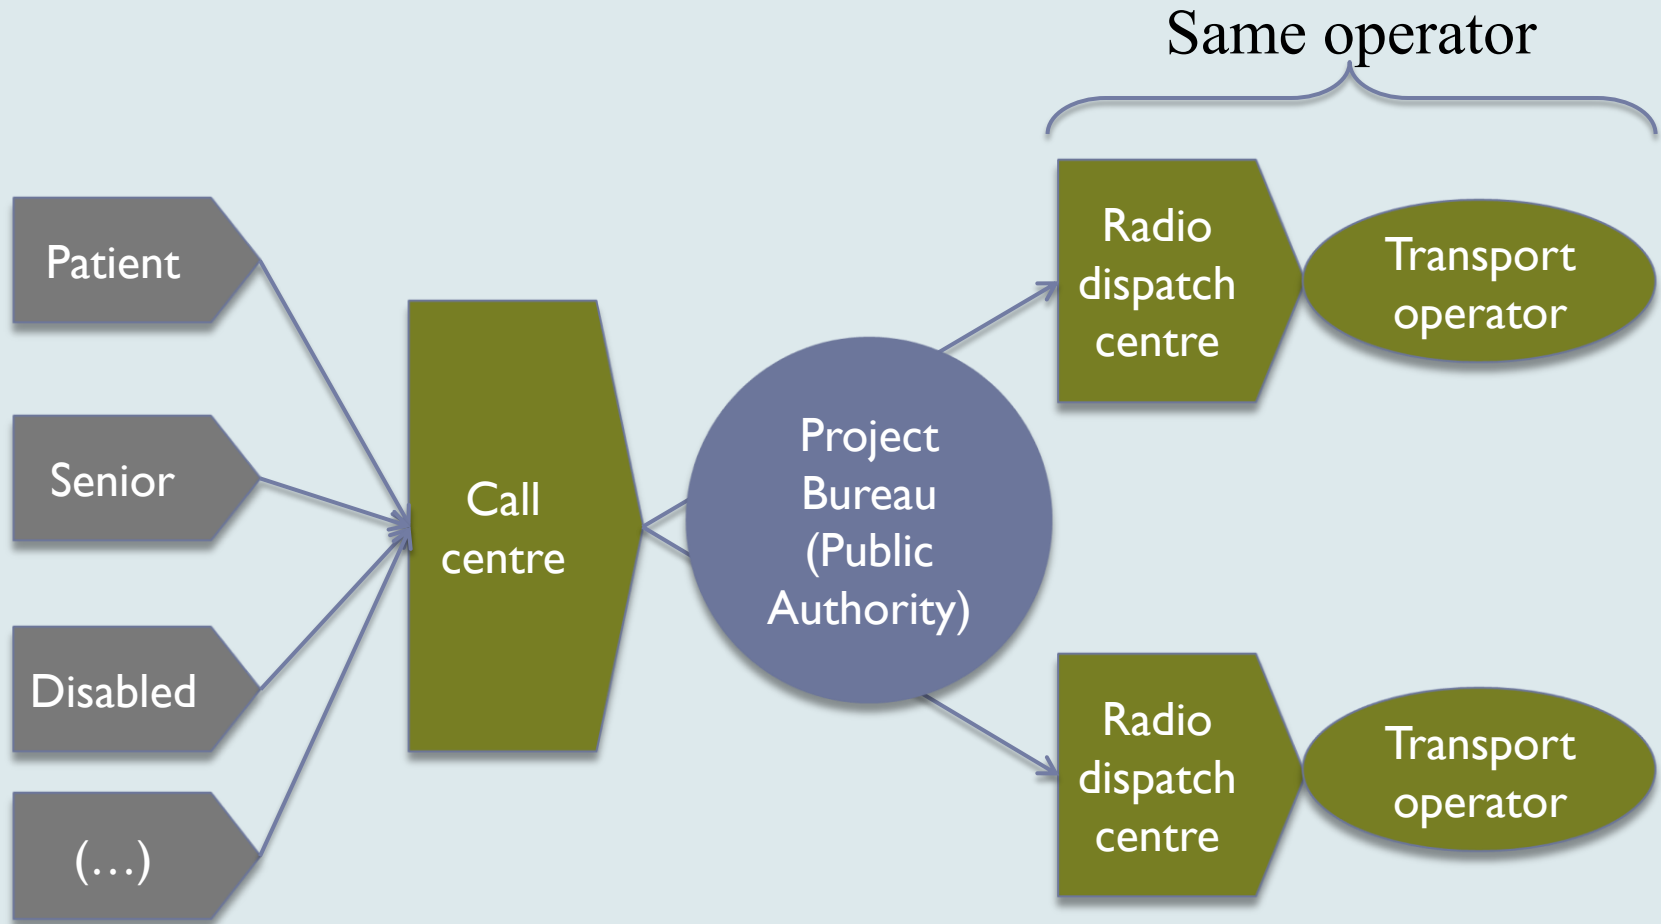 Same operator
Patient
Senior
Disabled
(…)
Call
centre
Project
Bureau
(Public
Authority)
Radio
dispatch
centre
Transport
operator
Radio
dispatch
centre
Transport
operator